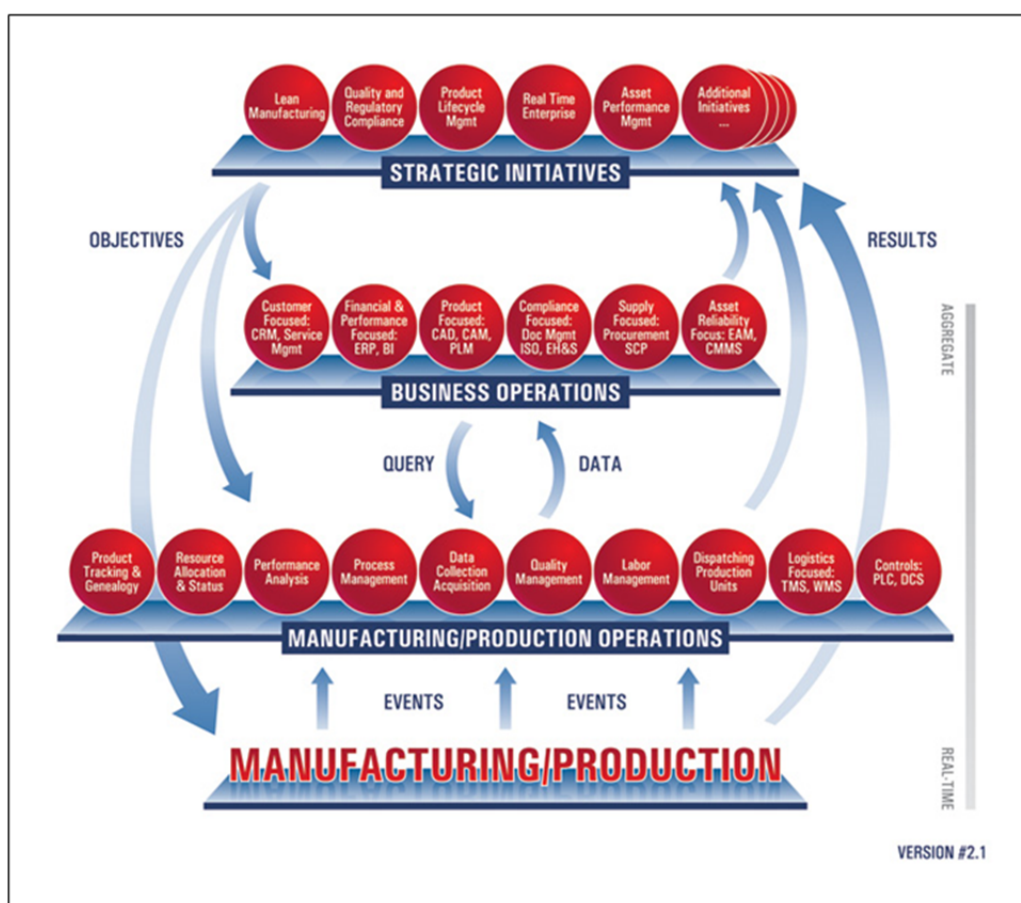 Lean
Manufacturing
Quality and
Regulatory
Compliance
Product
Lifecycle
Mgmt
Real Time
Enterprise
Asset
Performance
Mgmt
Additional
Initiatives
...
STRATEGIC INITIATIVES
OBJECTIVES
RESULTS
Customer
Focused:
CRM, Service
Mgmt
Financial &
Performance
Focused:
ERP, BI
Product
Focused:
CAD, CAM,
PLM
Compliance
Focused:
Doc Mgmt
ISO, EH&S
Supply
Focused:
Procurement
SCP
Asset
Reliability
Focus: EAM,
CMMS
BUSINESS OPERATIONS
AGGREGATE
QUERY
DATA
Product
Tracking &
Genealogy
Resource
Allocation
& Status
Performance
Analysis
Process
Management
Data
Collection
Acquisition
Quality
Management
Labor
Management
Dispatching
Production
Units
Logistics
Focused:
TMS, WMS
Controls:
PLC, DCS
MANUFACTURING/PRODUCTION OPERATIONS
EVENTS
EVENTS
MANUFACTURING/PRODUCTION
REAL-TIME
VERSION #2.1